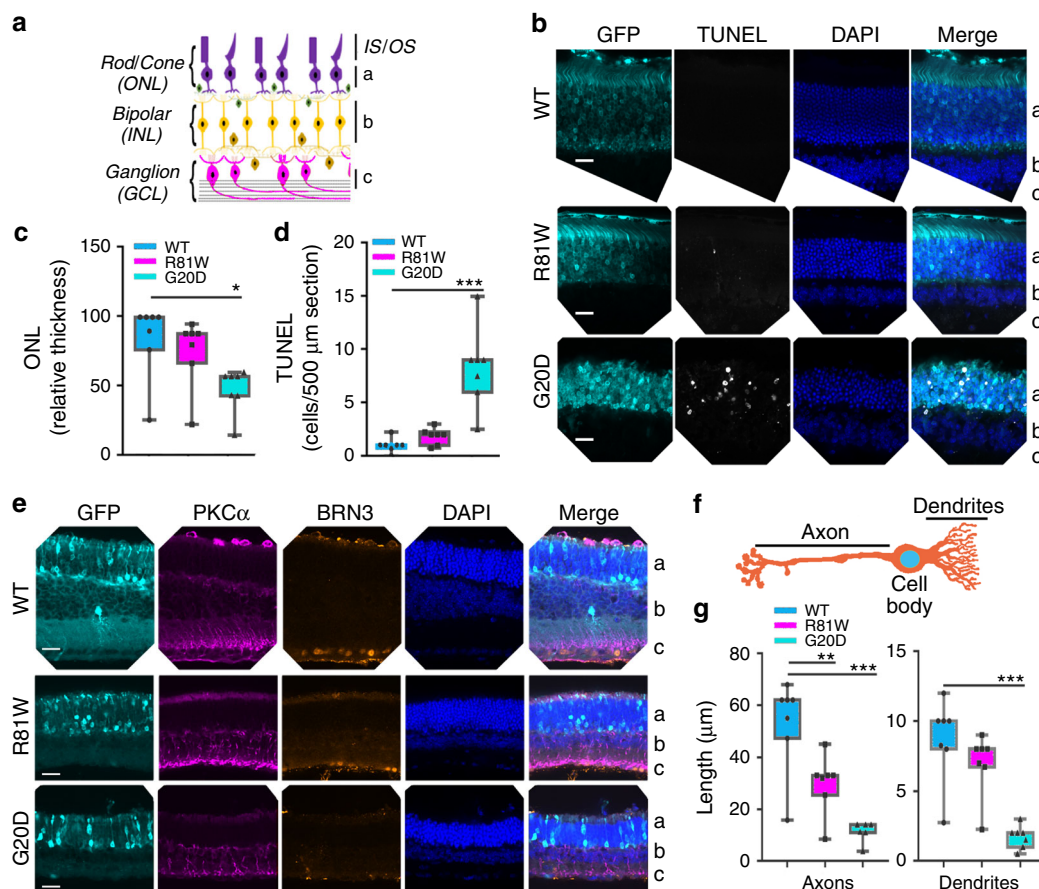 a
Rod/Cone
(ONL)
IS/OS
a
Bipolar
(INL)
b
Ganglion
(GCL)
c
b
GFP TUNEL DAPI Merge
WT
a
b
c
R81W
a
b
c
G20D
a
b
c
c
WT
R81W
G20D
ONL
(relative thickness)
150
100
50
0
*
d
WT
R81W
G20D
TUNEL
(cells/500 μm section)
20
15
10
5
0
***
e
GFP PKCα BRN3 DAPI Merge
WT
a
b
c
R81W
a
b
c
G20D
a
b
c
f
Dendrites
Axon
Cell
body
g
WT
R81W
G20D
Length (μm)
80
60
40
20
0
**
***
Axons
15
10
5
0
***
Dendrites